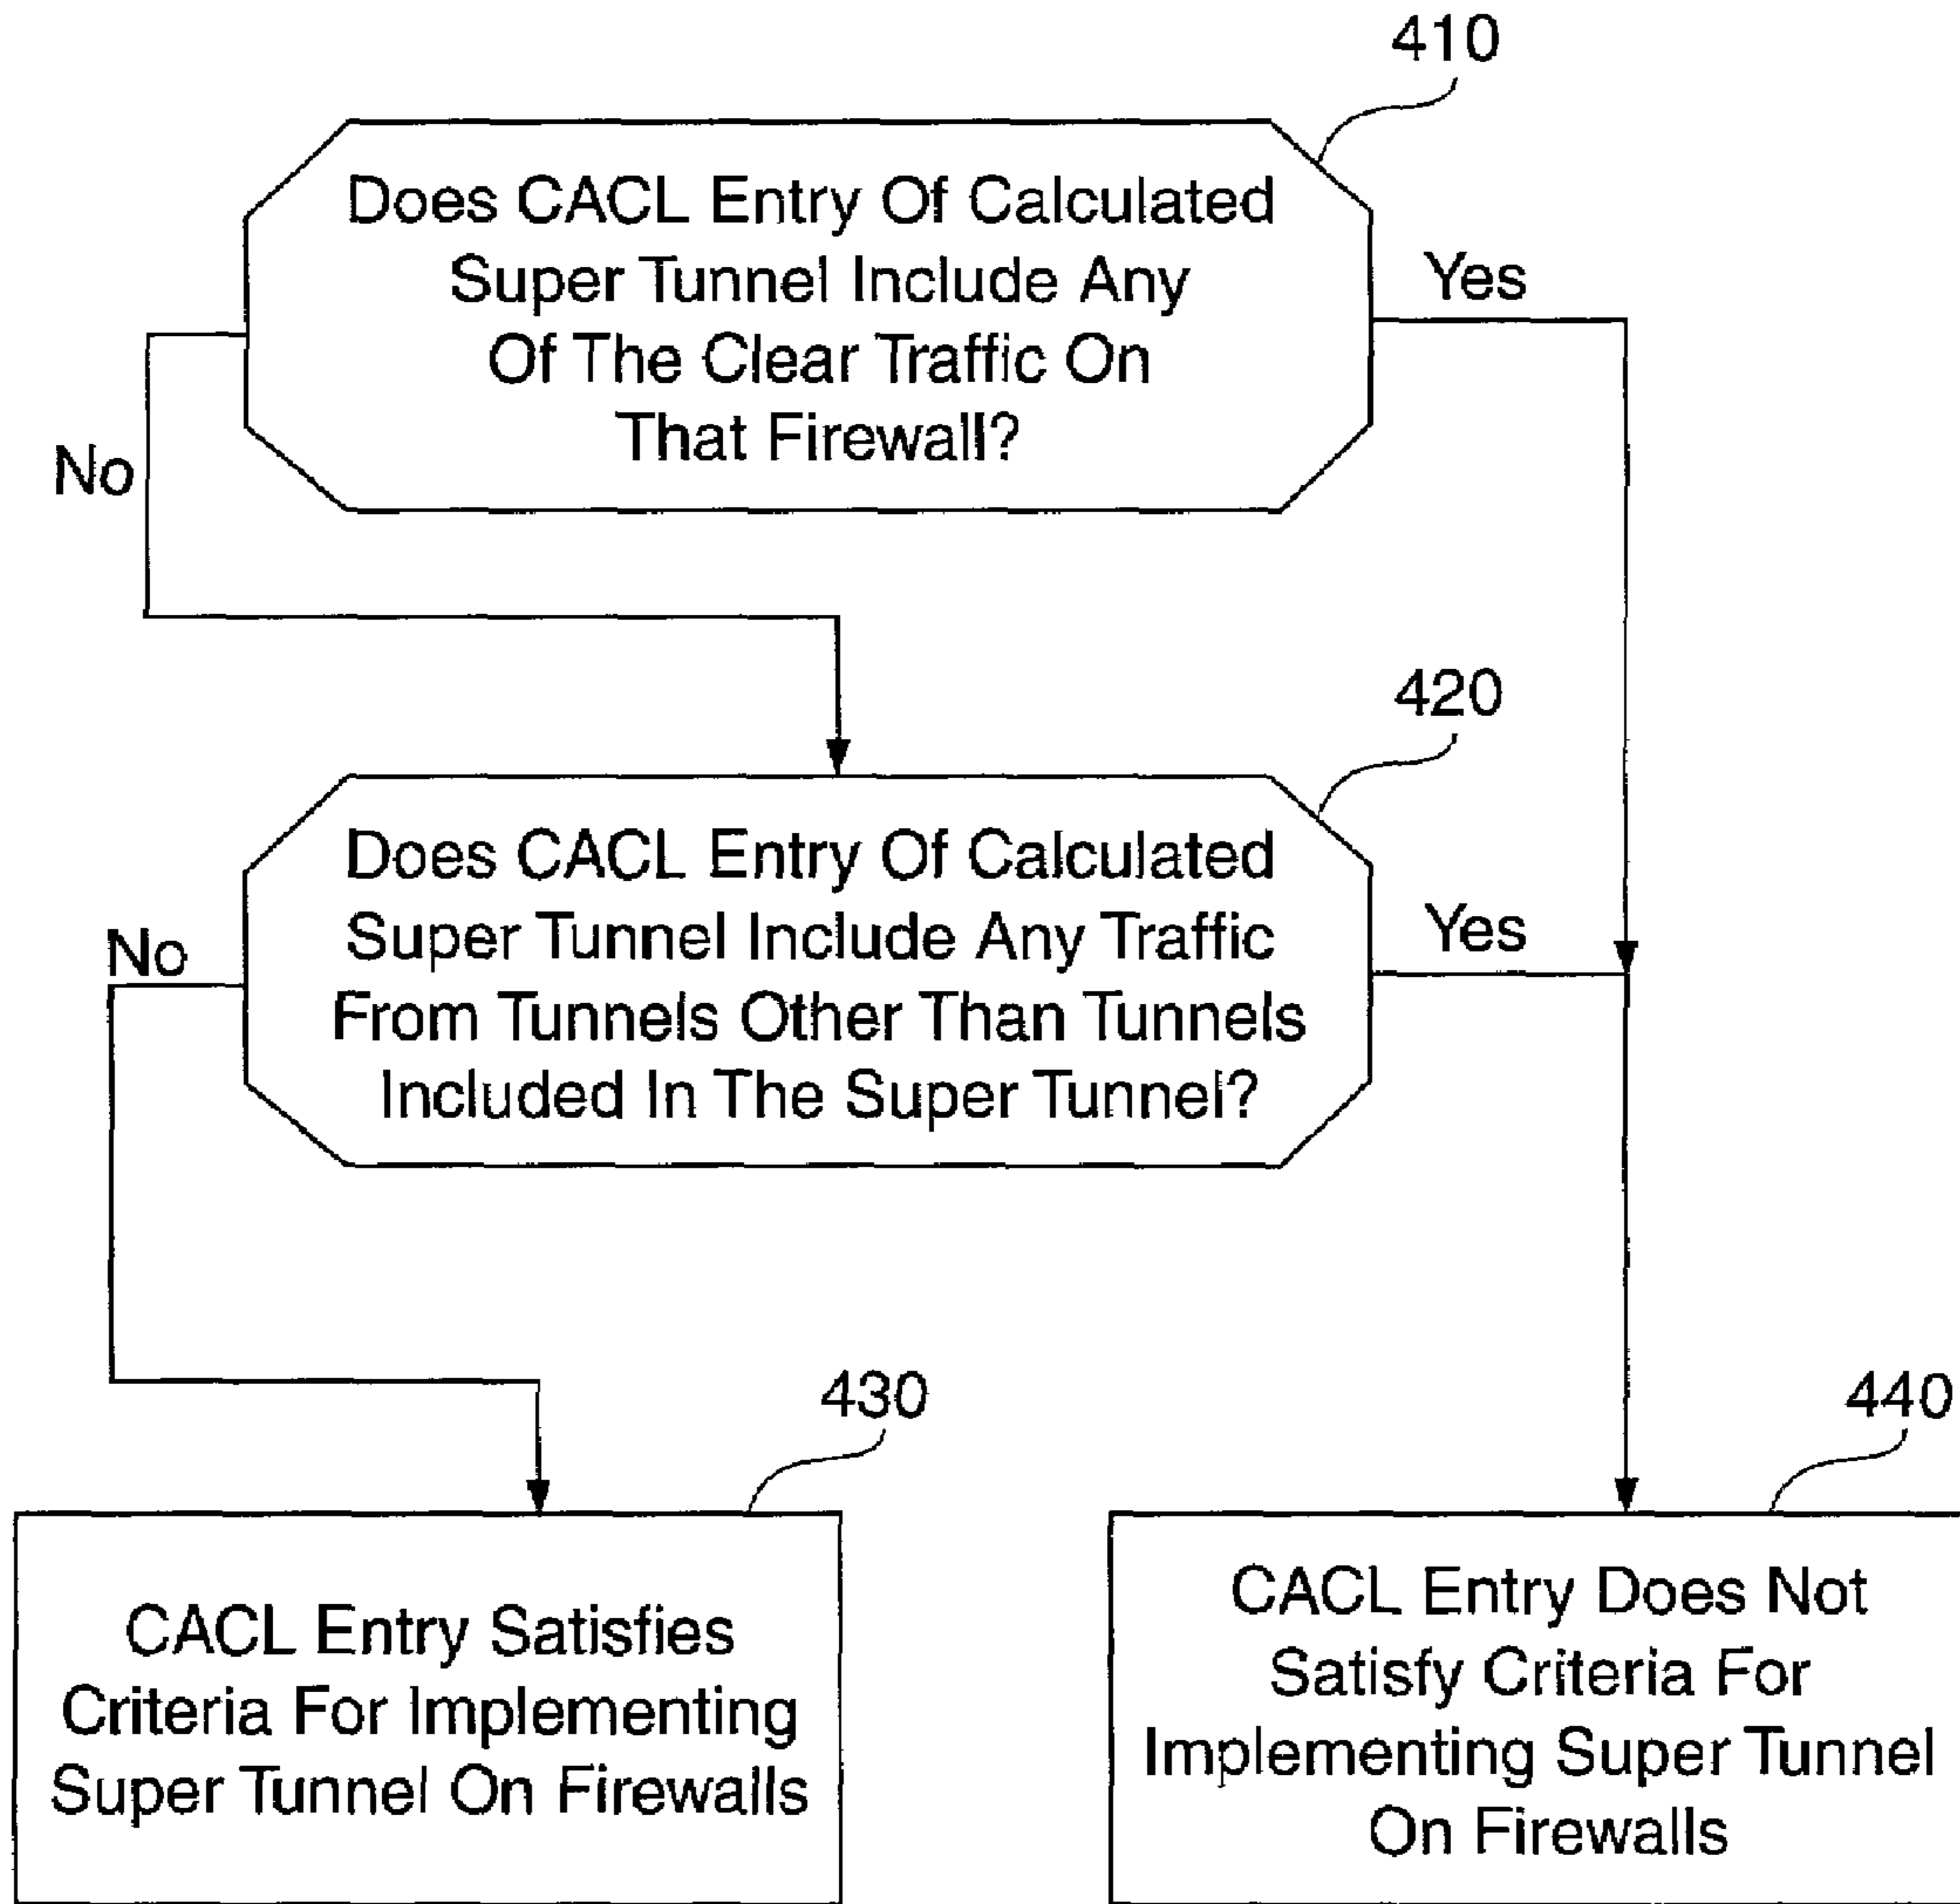 410
Does CACL Entry Of Calculated
Super Tunnel Include Any
Of The Clear Traffic On
That Firewall?
Yes
No
420
Does CACL Entry Of Calculated
Super Tunnel Include Any Traffic
From Tunnels Other Than Tunnels
Included In The Super Tunnel?
Yes
No
430
CACL Entry Satisfies
Criteria For Implementing
Super Tunnel On Firewalls
440
CACL Entry Does Not
Satisfy Criteria For
Implementing Super Tunnel
On Firewalls